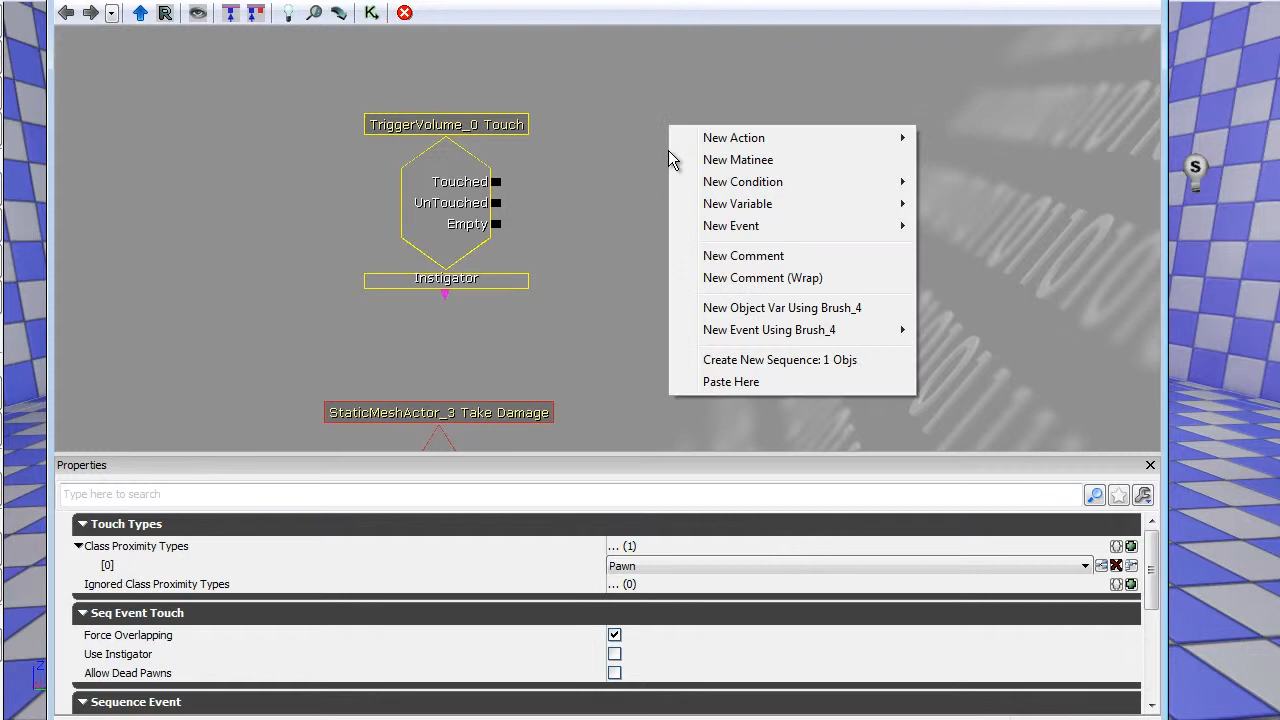 R
K
TriggerVolume_0 Touch
Touched
UnTouched
Empty
Instigator
StaticMeshActor_3 Take Damage
New Action
New Matinee
New Condition
New Variable
New Event
New Comment
New Comment (Wrap)
New Object Var Using Brush_4
New Event Using Brush_4
Create New Sequence: 1 Objs
Paste Here
S
Properties
Type here to search
Touch Types
Class Proximity Types ... (1)
[0] Pawn
Ignored Class Proximity Types ... (0)
Seq Event Touch
Force Overlapping
Use Instigator
Allow Dead Pawns
Sequence Event
Z